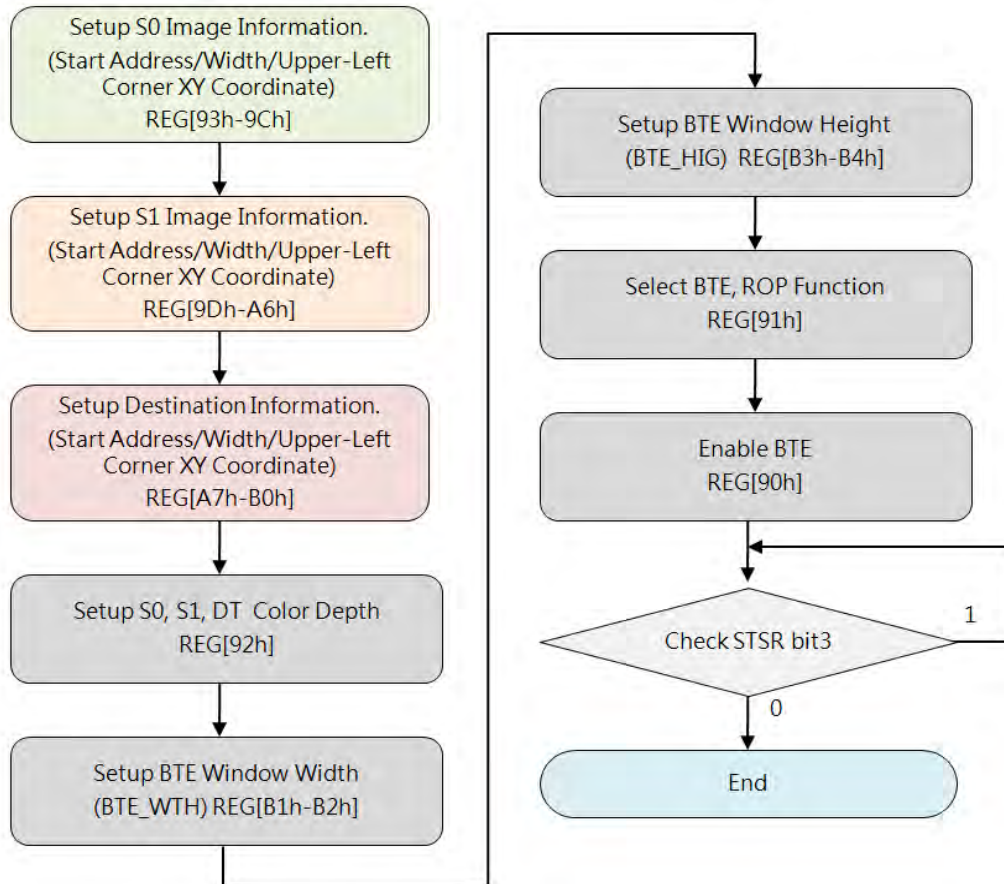 Setup S0 Image Information.
(Start Address/Width/Upper-Left
Corner XY Coordinate)
REG[93h-9Ch]
Setup S1 Image Information.
(Start Address/Width/Upper-Left
Corner XY Coordinate)
REG[9Dh-A6h]
Setup Destination Information.
(Start Address/Width/Upper-Left
Corner XY Coordinate)
REG[A7h-B0h]
Setup S0, S1, DT Color Depth
REG[92h]
Setup BTE Window Width
(BTE_WTH) REG[B1h-B2h]
Setup BTE Window Height
(BTE_HIG) REG[B3h-B4h]
Select BTE, ROP Function
REG[91h]
Enable BTE
REG[90h]
Check STSR bit3
1
0
End